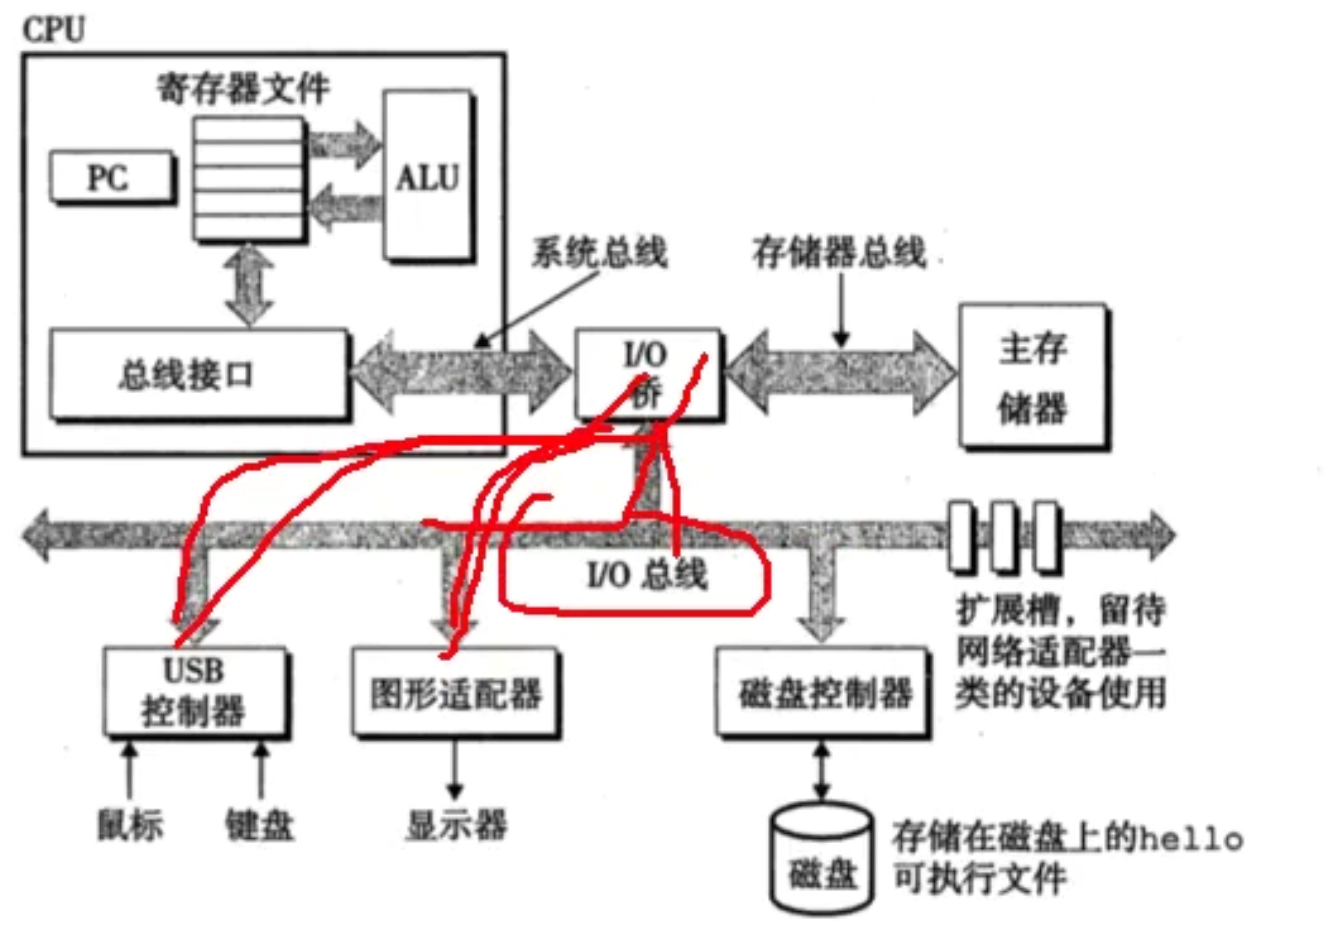 CPU
寄存器文件
PC
ALU
系统总线
存储器总线
总线接口
I/O
桥
主存
储器
I/O 总线
扩展槽，留待
网络适配器一
类的设备使用
USB
控制器
图形适配器
磁盘控制器
鼠标
键盘
显示器
磁盘
存储在磁盘上的hello
可执行文件